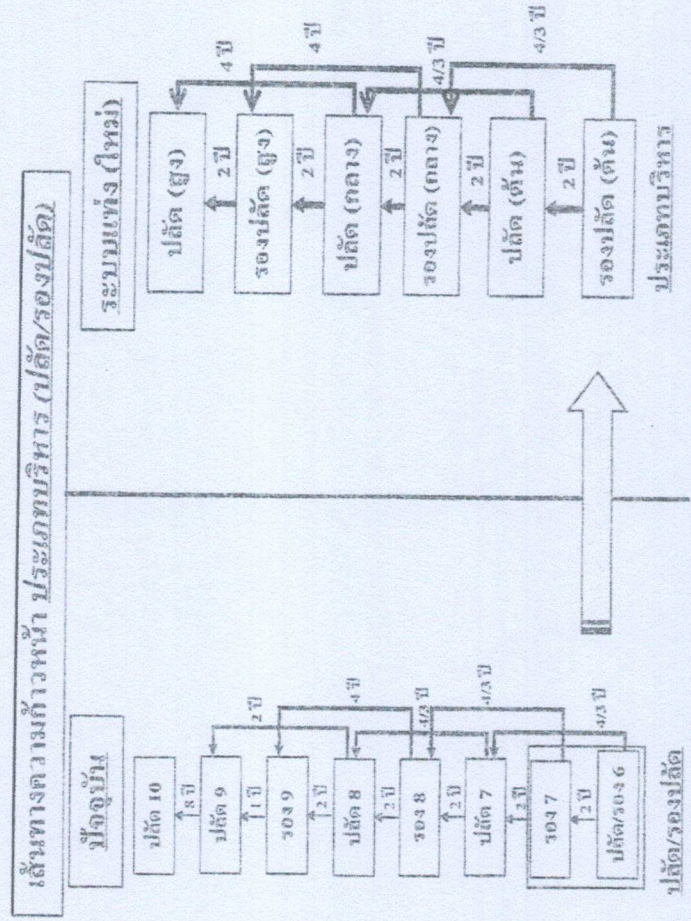 เส้นทางความก้าวหน้า ประเภทบริหาร (ปลัด/รองปลัด)
ปัจจุบัน
ปลัด 10
8 ปี
ปลัด 9
1 ปี
2 ปี
รอง 9
2 ปี
4 ปี
ปลัด 8
2 ปี
4/3 ปี
รอง 8
2 ปี
4/3 ปี
ปลัด 7
2 ปี
รอง 7
2 ปี
4/3 ปี
ปลัด/รอง 6
ปลัด/รองปลัด
ระบบแท่ง (ใหม่)
ปลัด (สูง)
2 ปี
4 ปี
รองปลัด (สูง)
2 ปี
4 ปี
ปลัด (กลาง)
2 ปี
4/3 ปี
รองปลัด (กลาง)
2 ปี
4/3 ปี
ปลัด (ต้น)
2 ปี
รองปลัด (ต้น)
ประเภทบริหาร